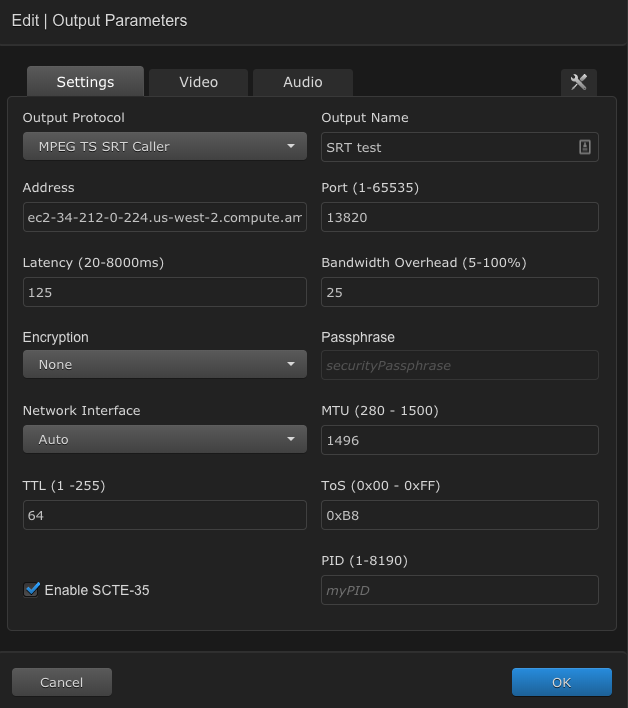 Edit | Output Parameters
Settings Video Audio
Output Protocol Output Name
MPEG TS SRT Caller SRT test
Address Port (1-65535)
ec2-34-212-0-224.us-west-2.compute.am 13820
Latency (20-8000ms) Bandwidth Overhead (5-100%)
125 25
Encryption Passphrase
None securityPassphrase
Network Interface MTU (280 - 1500)
Auto 1496
TTL (1 -255) ToS (0x00 - 0xFF)
64 0xB8
PID (1-8190)
Enable SCTE-35 myPID
Cancel OK